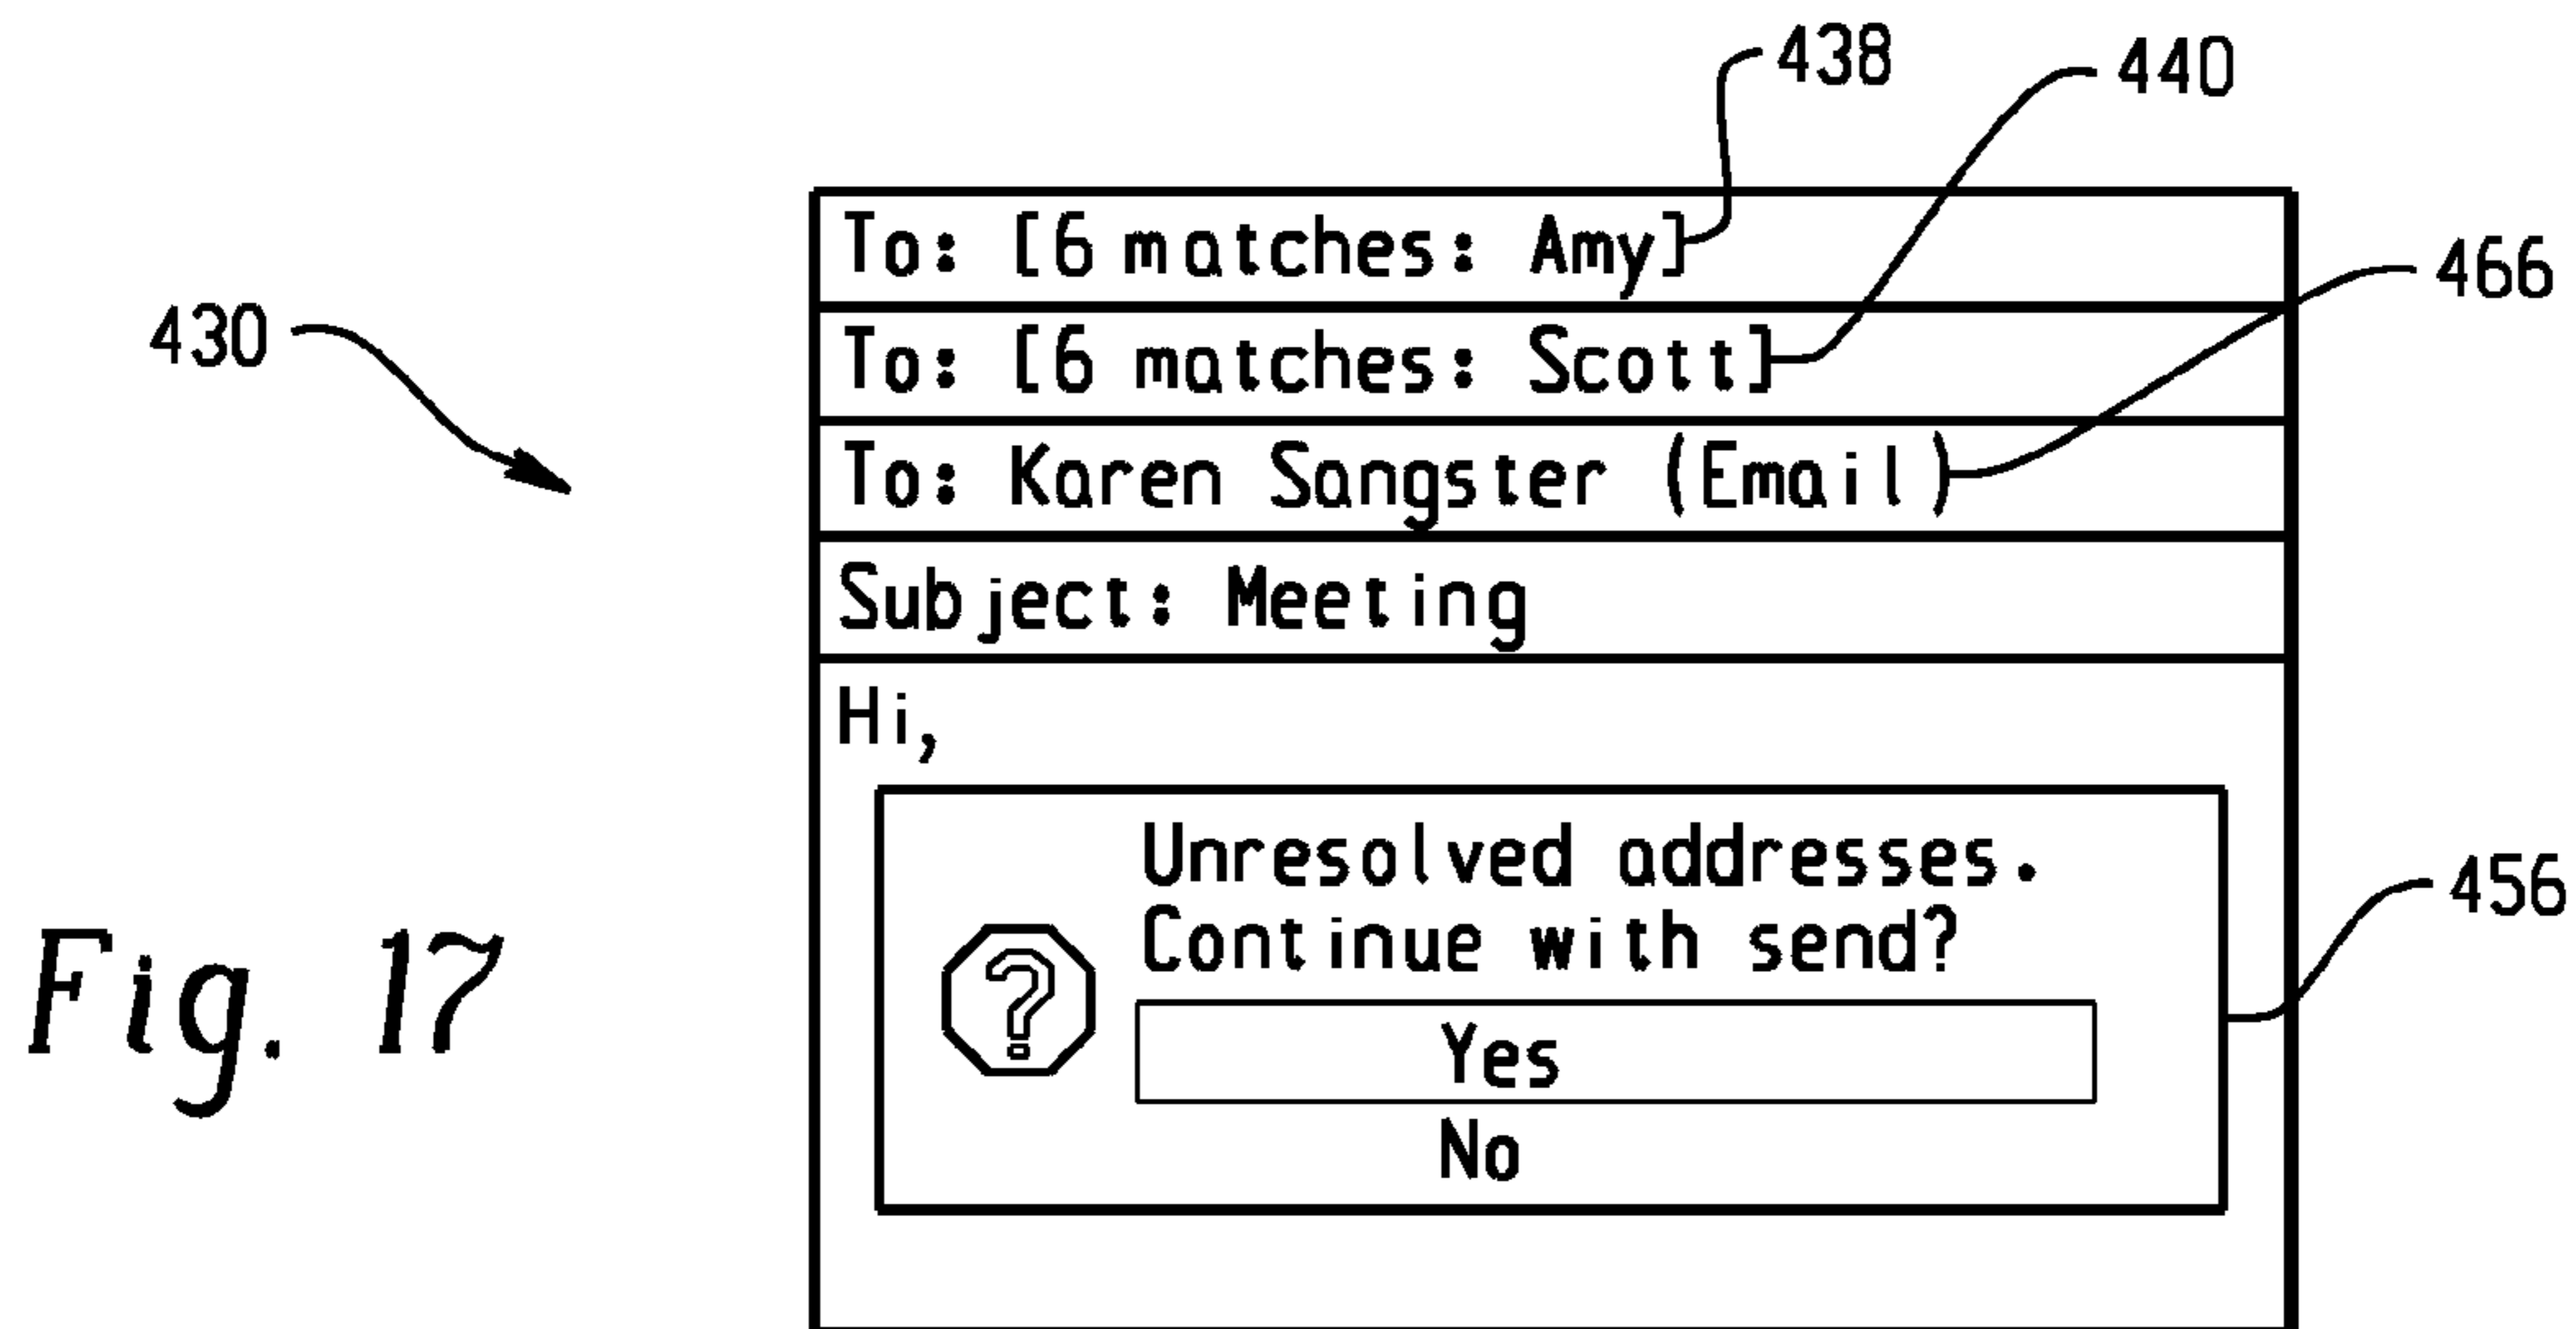 438
440
To: [6 matches: Amy]
466
430
To: [6 matches: Scott]
To: Karen Sangster (Email)
Subject: Meeting
Hi,
Unresolved addresses.
456
Continue with send?
?
Fig. 17
Yes
No